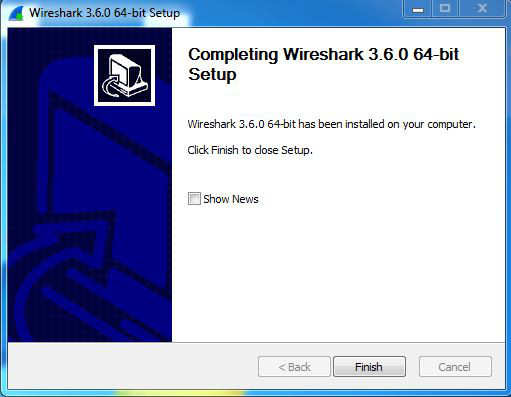 Wireshark 3.6.0 64-bit Setup
Completing Wireshark 3.6.0 64-bit
Setup
Wireshark 3.6.0 64-bit has been installed on your computer.
Click Finish to close Setup.
Show News
< Back
Finish
Cancel